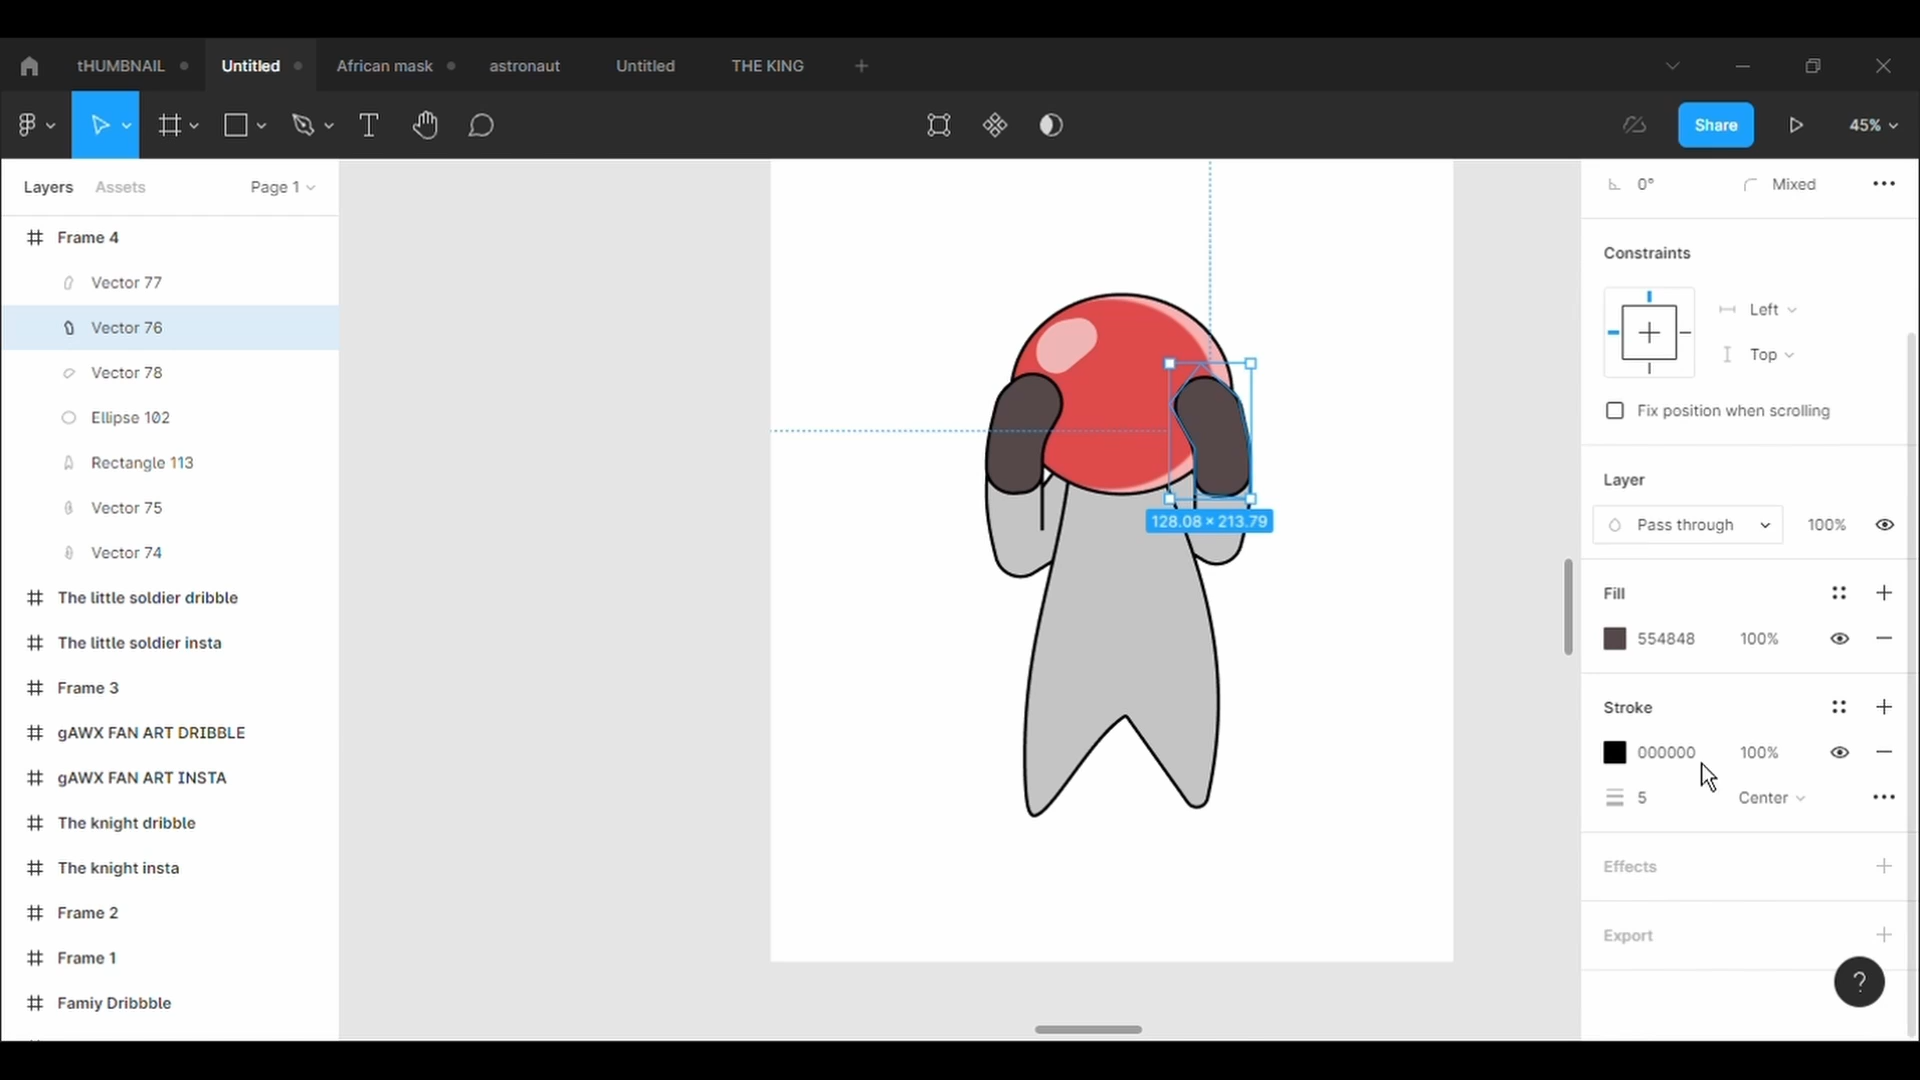 tHUMBNAIL
Untitled
African mask
astronaut
Untitled
THE KING
Share
45%
Layers
Assets
Page 1
Frame 4
Vector 77
Vector 76
Vector 78
Ellipse 102
Rectangle 113
Vector 75
Vector 74
The little soldier dribble
The little soldier insta
Frame 3
gAWX FAN ART DRIBBLE
gAWX FAN ART INSTA
The knight dribble
The knight insta
Frame 2
Frame 1
Famiy Dribbble
128.08 × 213.79
0°
Mixed
Constraints
Left
Top
Fix position when scrolling
Layer
Pass through
100%
Fill
554848
100%
Stroke
000000
100%
5
Center
Effects
Export
?